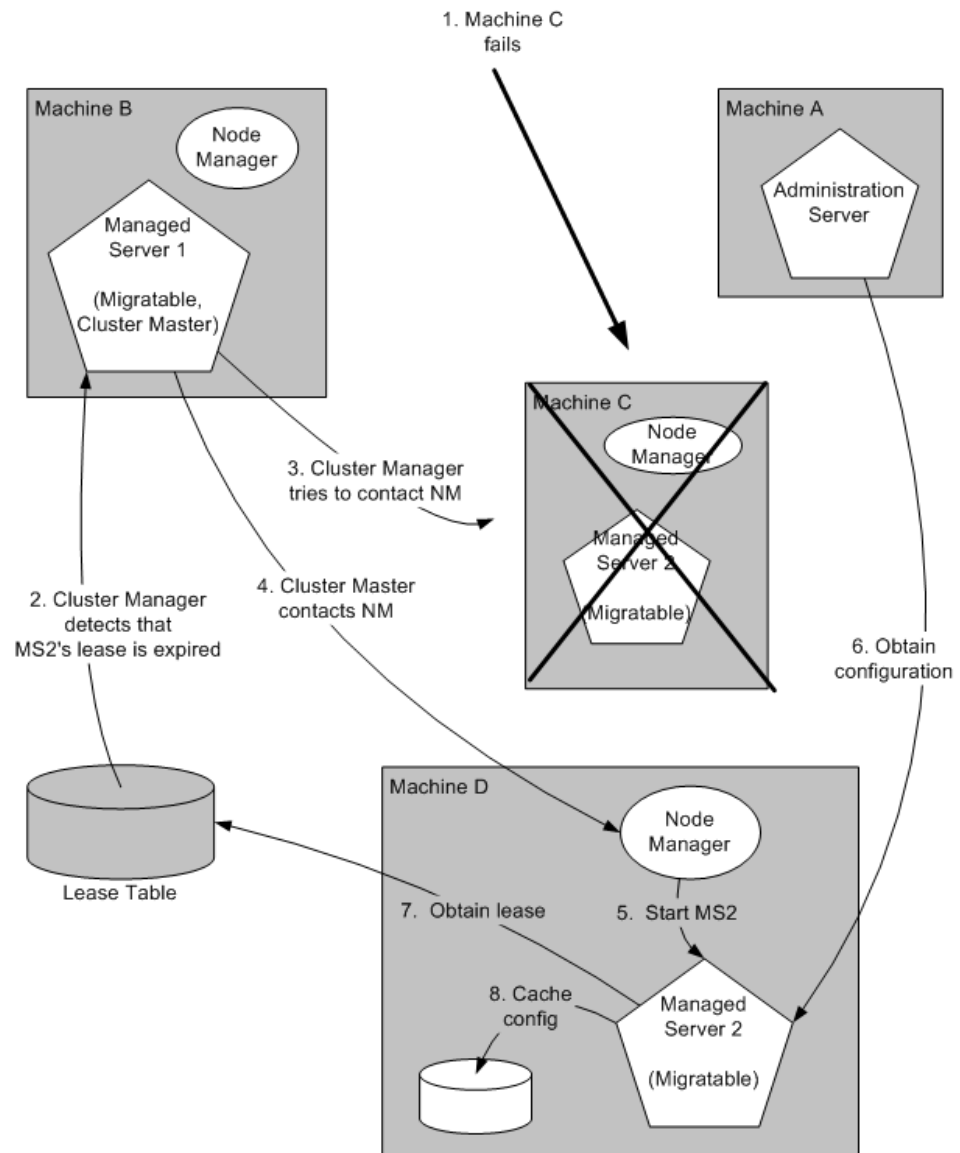 1. Machine C
fails
Machine B
Node
Manager
Managed
Server 1
(Migratable,
Cluster Master)
Machine A
Administration
Server
Machine C
Node
Manager
Managed
Server 2
(Migratable)
3. Cluster Manager
tries to contact NM
4. Cluster Master
contacts NM
2. Cluster Manager
detects that
MS2's lease is expired
6. Obtain
configuration
Lease Table
Machine D
Node
Manager
7. Obtain lease
5. Start MS2
8. Cache
config
Managed
Server 2
(Migratable)